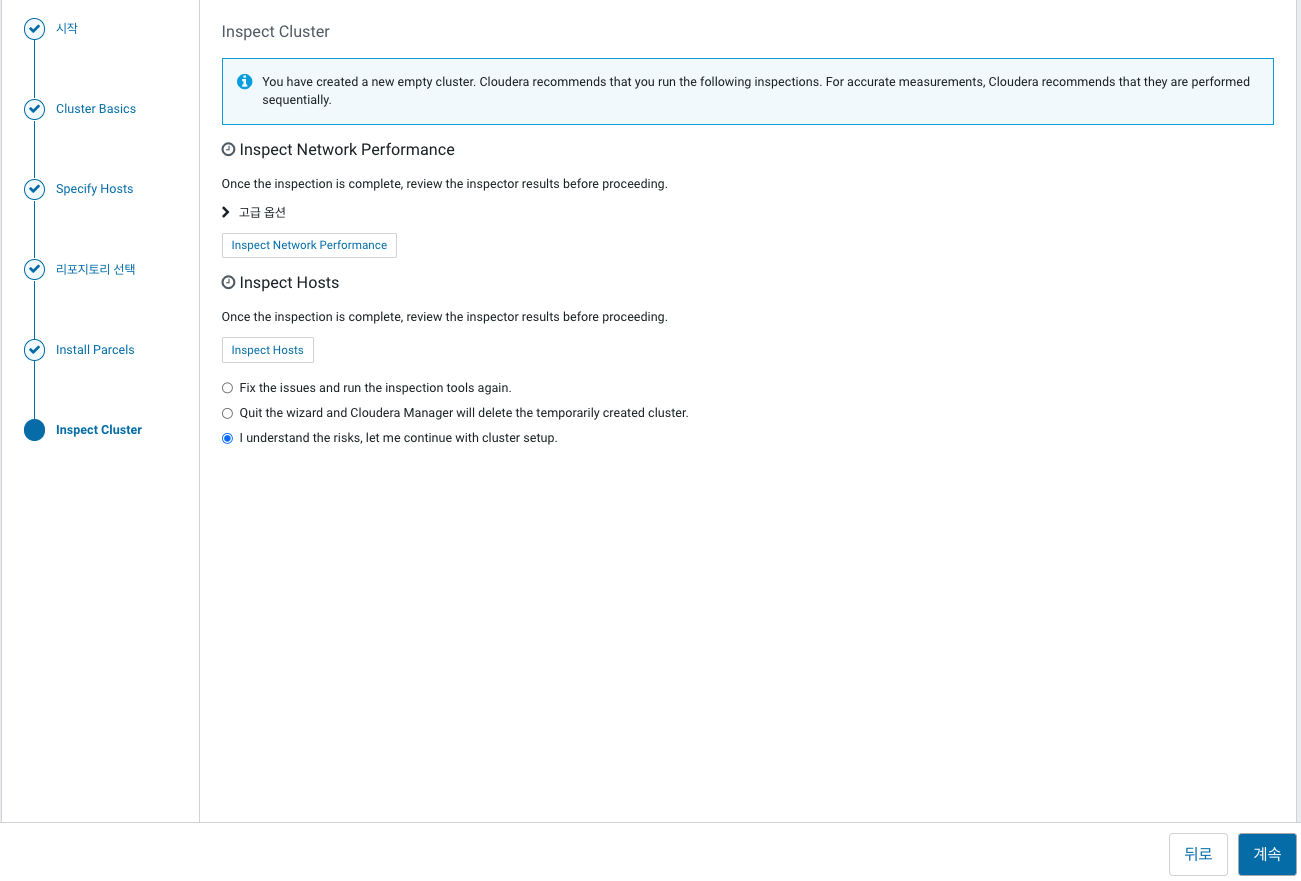 시작
Cluster Basics
Specify Hosts
리포지토리 선택
Install Parcels
Inspect Cluster
Inspect Cluster
You have created a new empty cluster. Cloudera recommends that you run the following inspections. For accurate measurements, Cloudera recommends that they are performed
sequentially.
Inspect Network Performance
Once the inspection is complete, review the inspector results before proceeding.
고급 옵션
Inspect Network Performance
Inspect Hosts
Once the inspection is complete, review the inspector results before proceeding.
Inspect Hosts
Fix the issues and run the inspection tools again.
Quit the wizard and Cloudera Manager will delete the temporarily created cluster.
I understand the risks, let me continue with cluster setup.
뒤로
계속